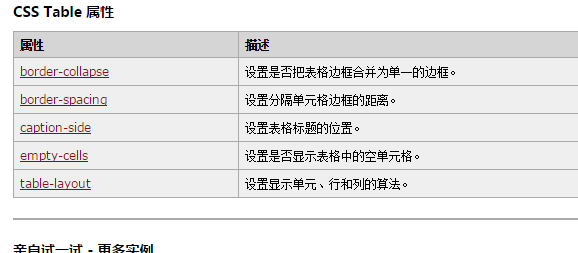 CSS Table 属性
属性 描述
border-collapse 设置是否把表格边框合并为单一的边框。
border-spacing 设置分隔单元格边框的距离。
caption-side 设置表格标题的位置。
empty-cells 设置是否显示表格中的空单元格。
table-layout 设置显示单元、行和列的算法。
亲自试一试 - 更多实例